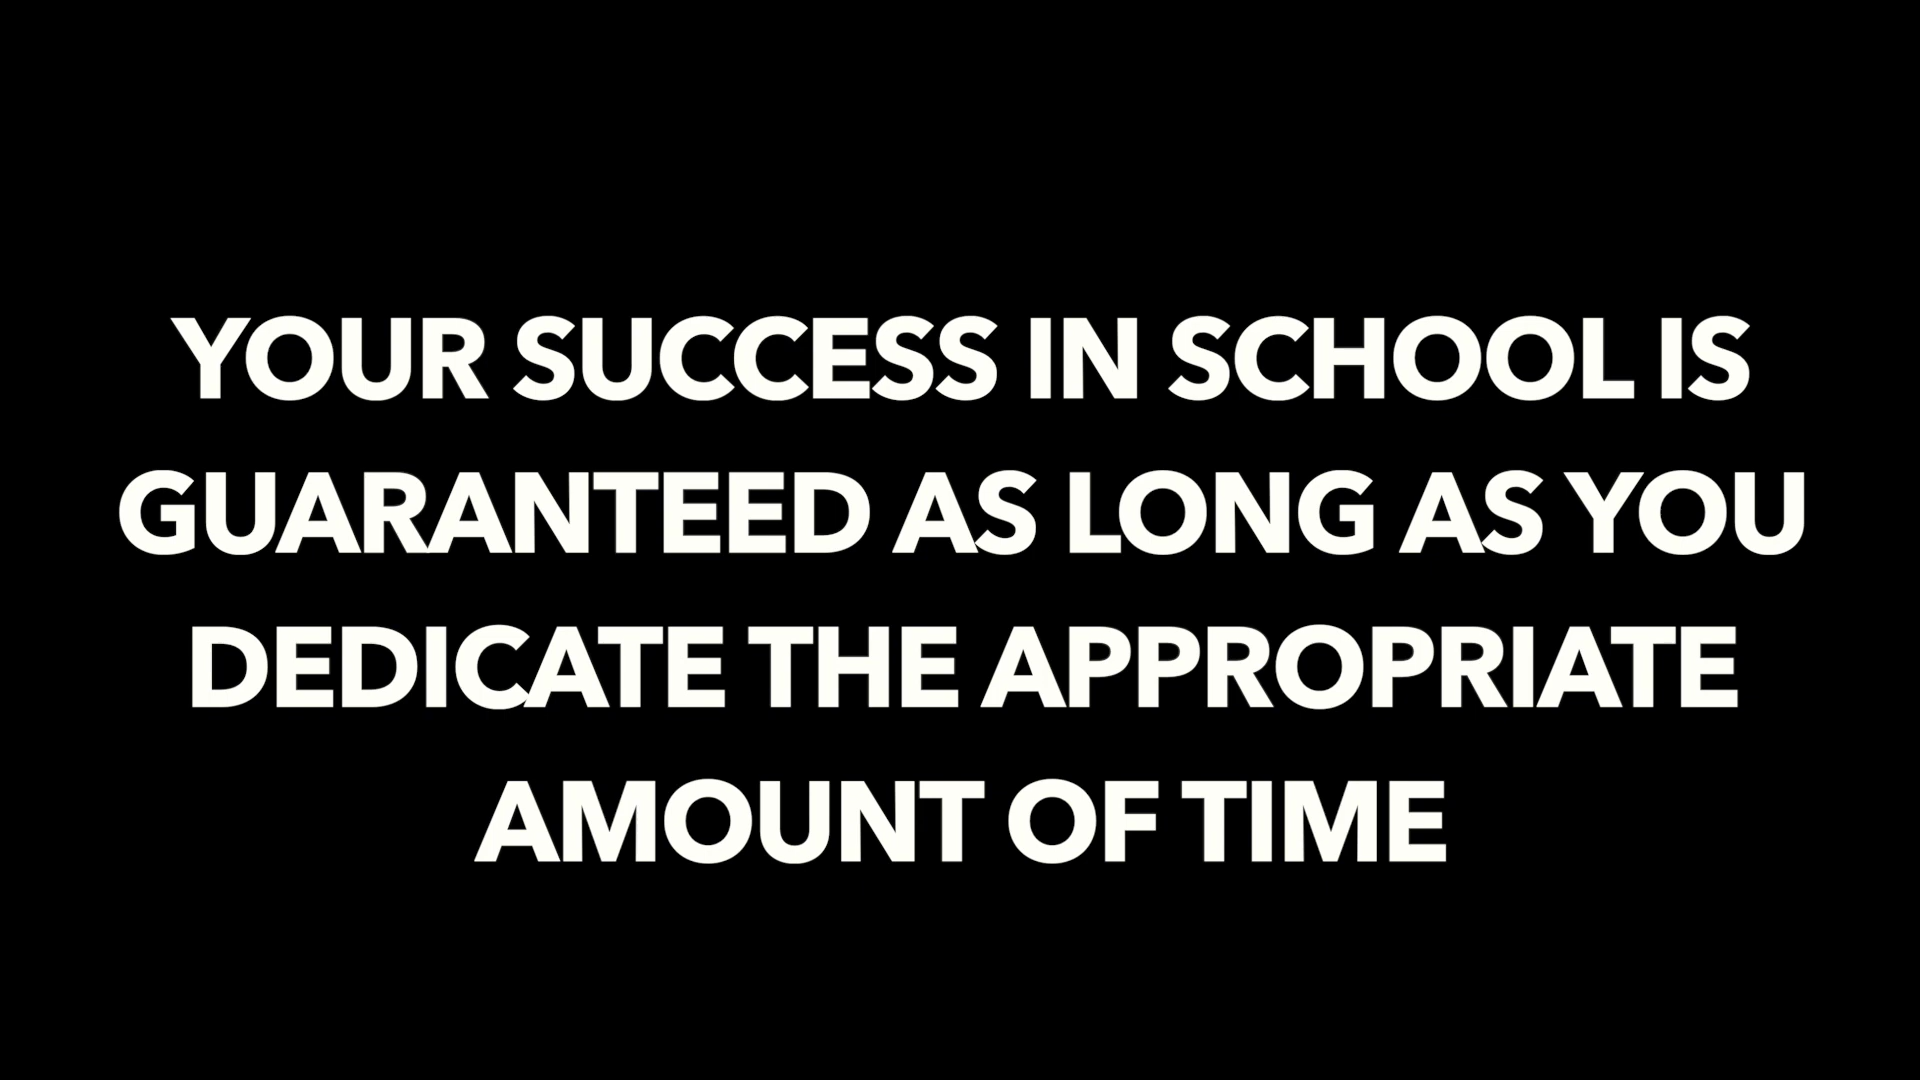 YOUR SUCCESS IN SCHOOL IS
GUARANTEED AS LONG AS YOU
DEDICATE THE APPROPRIATE
AMOUNT OF TIME